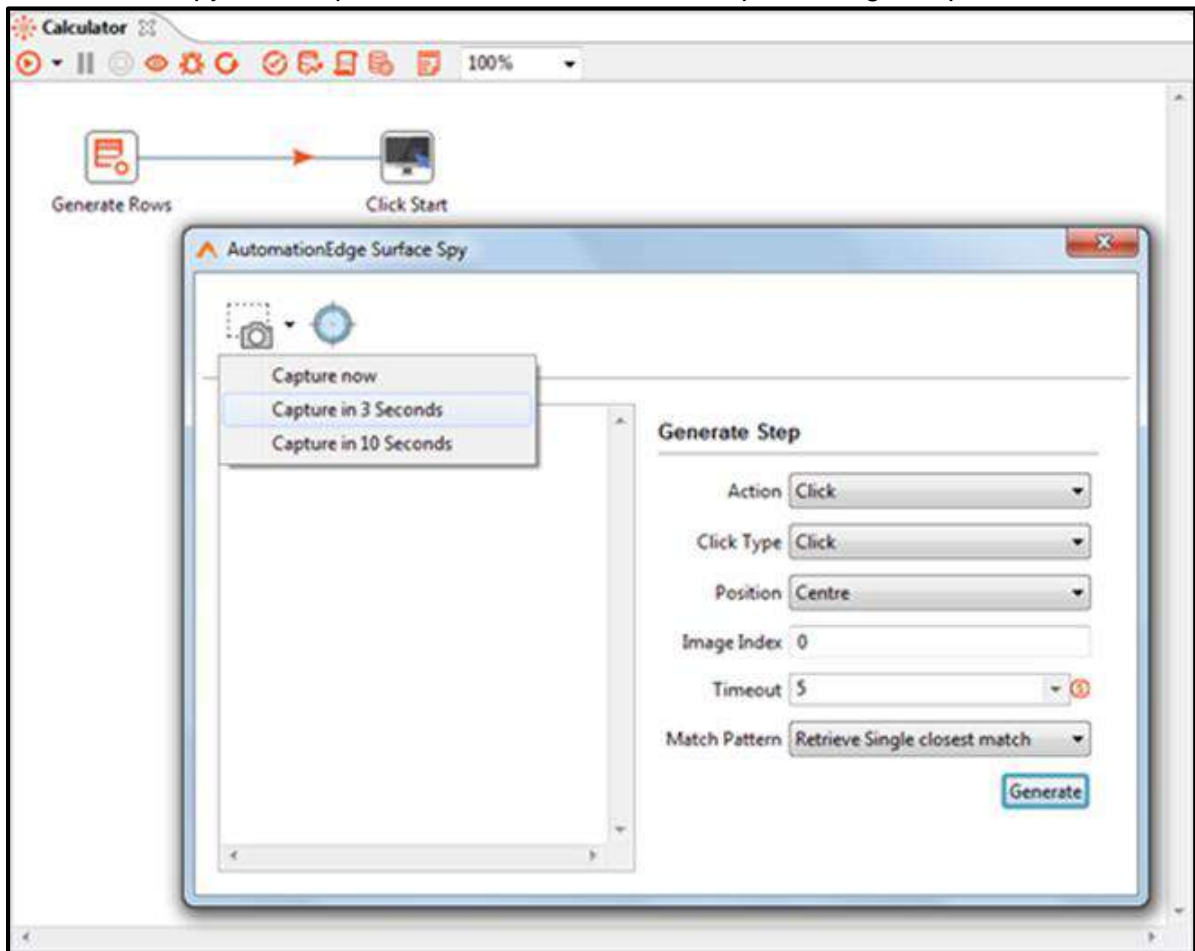 Calculator
100%
Generate Rows
Click Start
AutomationEdge Surface Spy
Capture now
Capture in 3 Seconds
Capture in 10 Seconds
Generate Step
Action Click
Click Type Click
Position Centre
Image Index 0
Timeout 5
Match Pattern Retrieve Single closest match
Generate